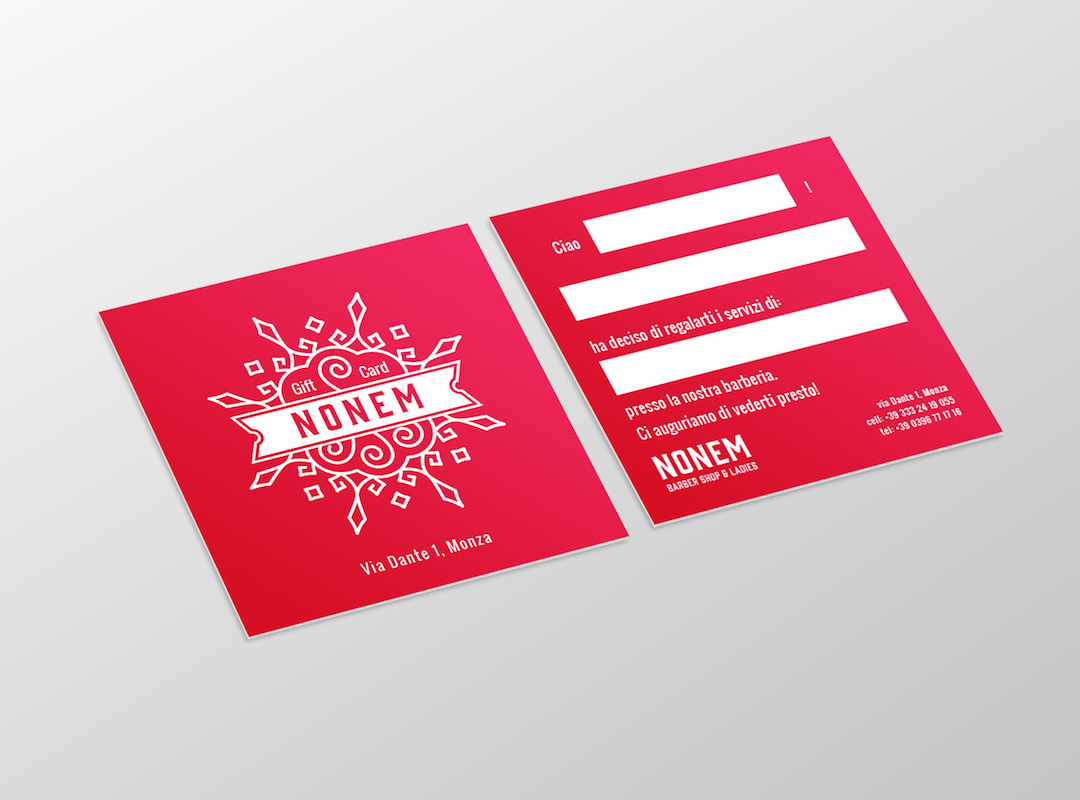 Gift Card
NONEM
Via Dante 1, Monza
Ciao !
ha deciso di regalarti i servizi di:
presso la nostra barberia.
Ci auguriamo di vederti presto!
NONEM
BARBER SHOP & LADIES
via Dante 1, Monza
cell: +39 333 24 19 055
tel: +39 0396 77 17 16